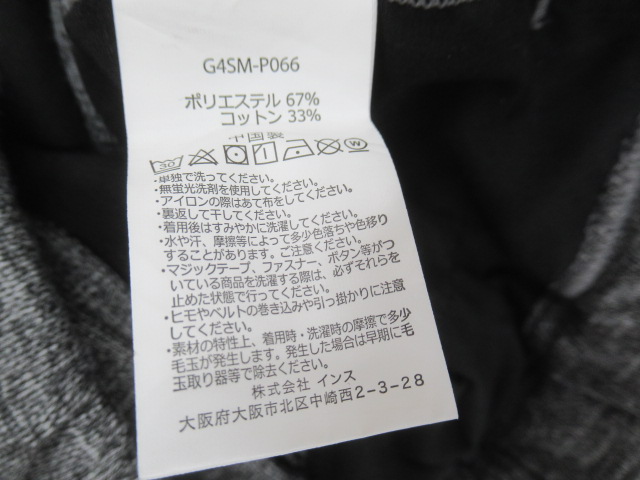 G4SM-P066
ポリエステル 67%
コットン 33%
中国製
30 W
・単独で洗ってください。
・無蛍光洗剤を使用してください。
・アイロンの際はあて布をしてください。
・裏返して干してください。
・着用後はすみやかに洗濯してください。
・水や汗、摩擦等によって多少色落ちや色移り
することがあります。ご注意ください。
・マジックテープ、ファスナー、ボタン等がつ
いている商品を洗濯する際は、必ずそれらを
止めた状態で行ってください。
・ヒモやベルトの巻き込みや引っ掛かりに注意
してください。
・素材の特性上、着用時・洗濯時の摩擦で多少
毛玉が発生します。発生した場合は早期に毛
玉取り器等で除去ください。
株式会社 インス
大阪府大阪市北区中崎西2-3-28